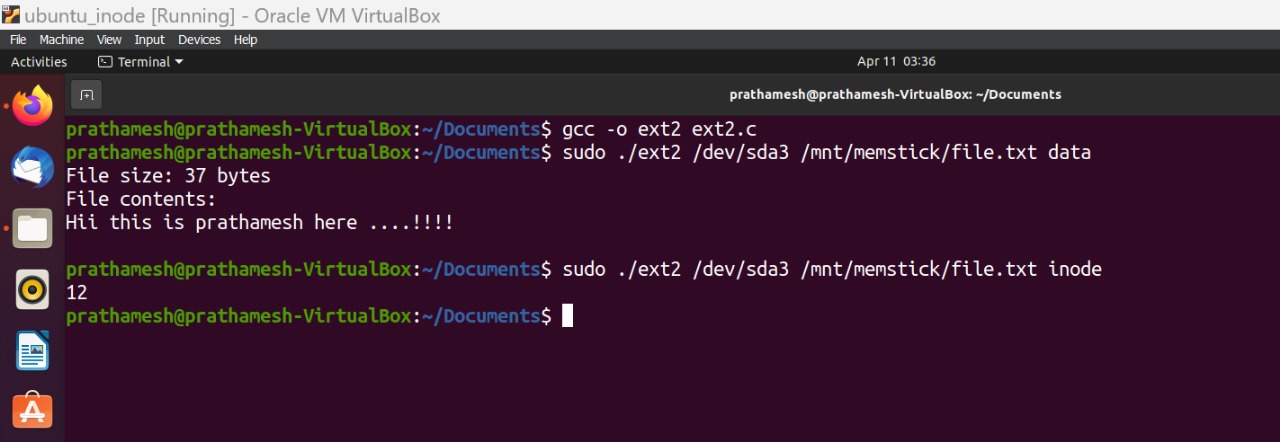 ubuntu_inode [Running] - Oracle VM VirtualBox
File Machine View Input Devices Help
Activities Terminal Apr 11 03:36
prathamesh@prathamesh-VirtualBox: ~/Documents
prathamesh@prathamesh-VirtualBox:~/Documents$ gcc -o ext2 ext2.c
prathamesh@prathamesh-VirtualBox:~/Documents$ sudo ./ext2 /dev/sda3 /mnt/memstick/file.txt data
File size: 37 bytes
File contents:
Hii this is prathamesh here ....!!!!
prathamesh@prathamesh-VirtualBox:~/Documents$ sudo ./ext2 /dev/sda3 /mnt/memstick/file.txt inode
12
prathamesh@prathamesh-VirtualBox:~/Documents$